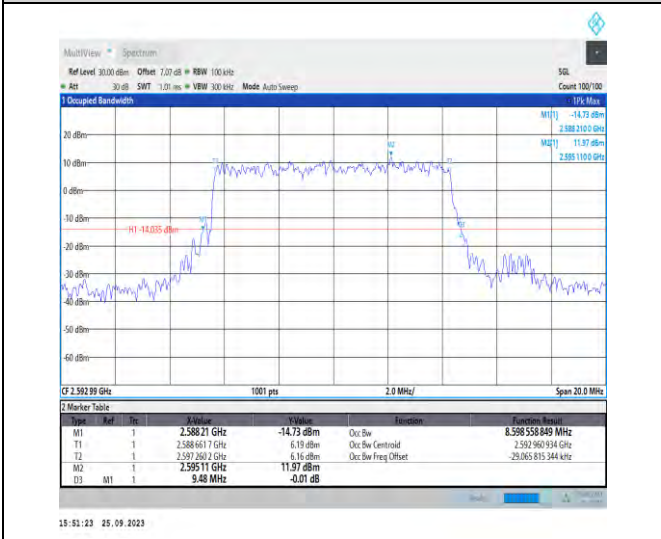 MultiView Spectrum
Ref Level 30.00 dBm Offset 7.07 dB RBW 100 kHz SGL
Att 30 dB SWT 1.01 ms VBW 300 kHz Mode Auto Sweep Count 100/100
1 Occupied Bandwidth 1Pk Max
M1[1] -14.73 dBm
2.588 2100 GHz
M2[1] 11.97 dBm
2.595 1100 GHz
20 dBm
M2
10 dBm
T1
0 dBm
-10 dBm
M1
H1 -14.035 dBm
-30 dBm
-40 dBm
-50 dBm
-60 dBm
CF 2.592 99 GHz 1001 pts 2.0 MHz/ Span 20.0 MHz
2 Marker Table
Type Ref Trc X-Value Y-Value Function Function Result
M1 1 2.588 21 GHz -14.73 dBm Occ Bw 8.598 558 849 MHz
T1 1 2.588 661 7 GHz 6.19 dBm Occ Bw Centroid 2.592 960 934 GHz
T2 1 2.597 260 2 GHz 6.16 dBm Occ Bw Freq Offset -29.065 815 344 kHz
M2 1 2.595 11 GHz 11.97 dBm
D3 M1 1 9.48 MHz -0.01 dB
15:51:23 25.09.2023